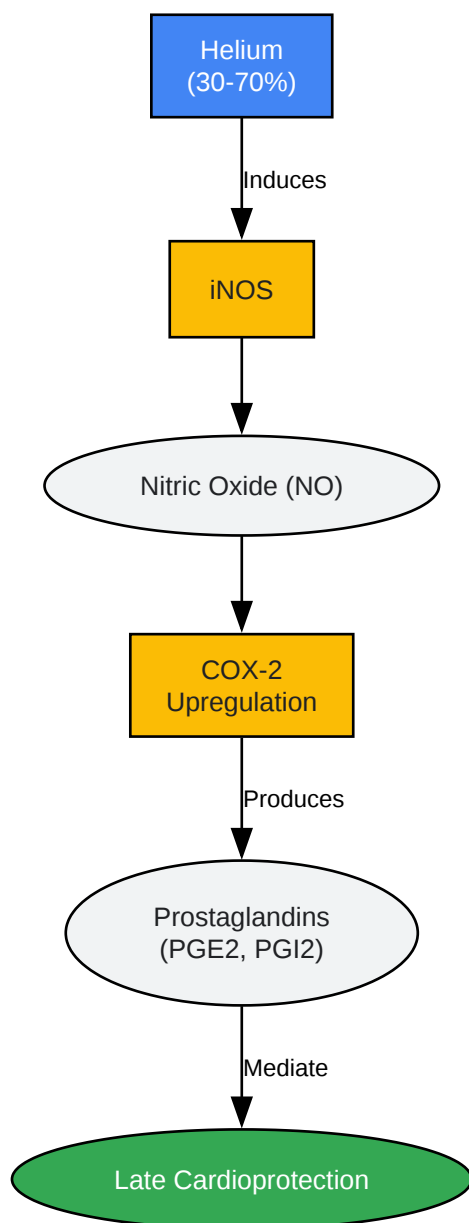 Helium
(30-70%)
Induces
iNOS
Nitric Oxide (NO)
COX-2
Upregulation
Produces
Prostaglandins
(PGE2, PGI2)
Mediate
Late Cardioprotection